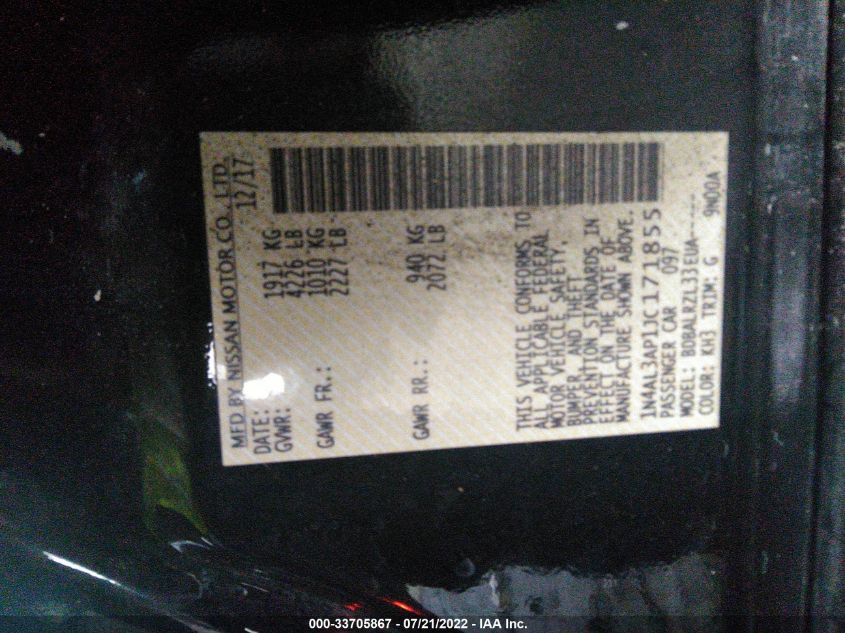 MFD BY NISSAN MOTOR CO., LTD.
DATE: 12/17
GVWR: 1917 KG
4226 LB
GAWR FR.: 1010 KG
2227 LB
GAWR RR.: 940 KG
2072 LB
THIS VEHICLE CONFORMS TO
ALL APPLICABLE FEDERAL
MOTOR VEHICLE SAFETY,
BUMPER, AND THEFT
PREVENTION STANDARDS IN
EFFECT ON THE DATE OF
MANUFACTURE SHOWN ABOVE.
1N4AL3AP1JC171855
PASSENGER CAR 097
MODEL: BDBALRZL33EUA-----
COLOR: KH3 TRIM: G 9N00A
000-33705867 - 07/21/2022 - IAA Inc.